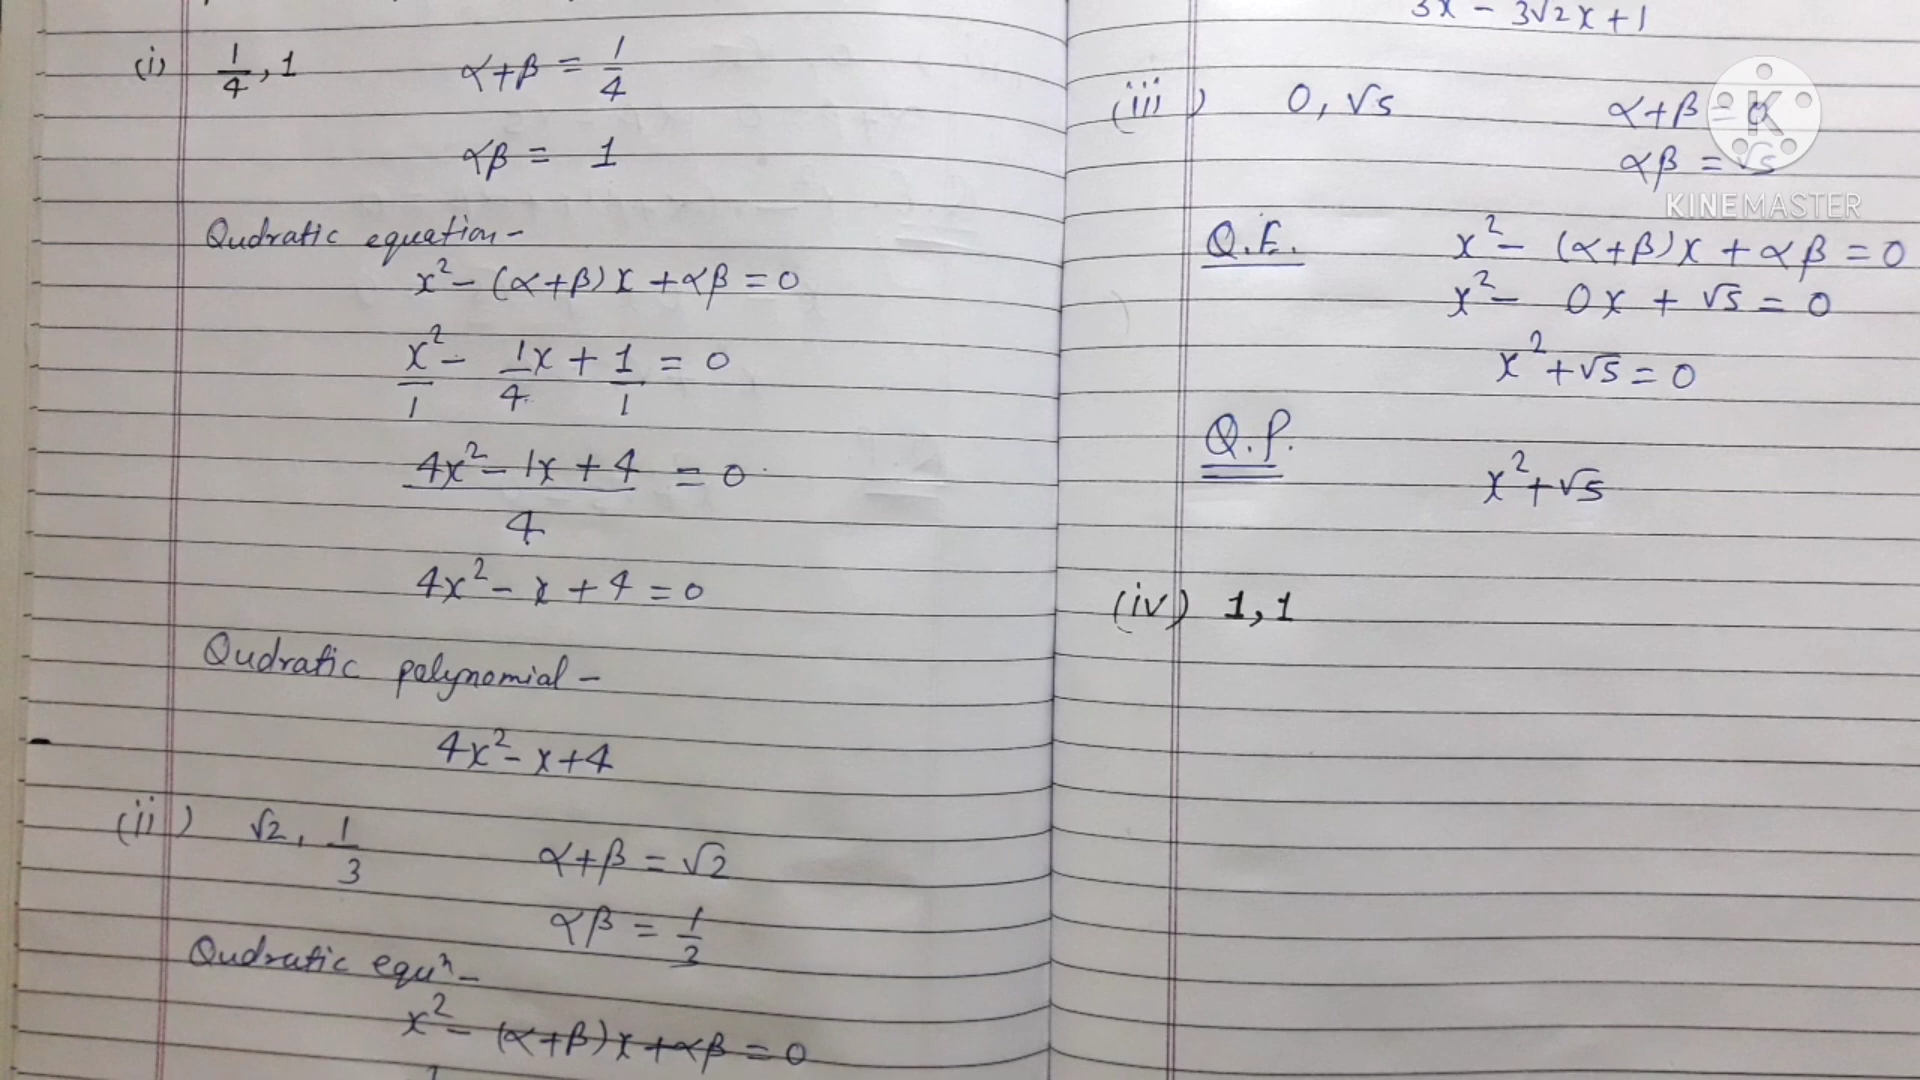 (i) 1/4, 1 α+β = 1/4
αβ = 1
Qudratic equation-
x² - (α+β)x + αβ = 0
x²/1 - 1x/4 + 1/1 = 0
4x² - 1x + 4 / 4 = 0
4x² - x + 4 = 0
Qudratic polynomial -
4x² - x + 4
(ii) √2, 1/3 α+β = √2
αβ = 1/3
Qudratic equⁿ-
x² - (α+β)x + αβ = 0
3x - 3√2x + 1
(iii) 0, √5 α+β = 0
αβ = √5
KINEMASTER
Q.E. x² - (α+β)x + αβ = 0
x² - 0x + √5 = 0
x² + √5 = 0
Q.P.
x² + √5
(iv) 1, 1